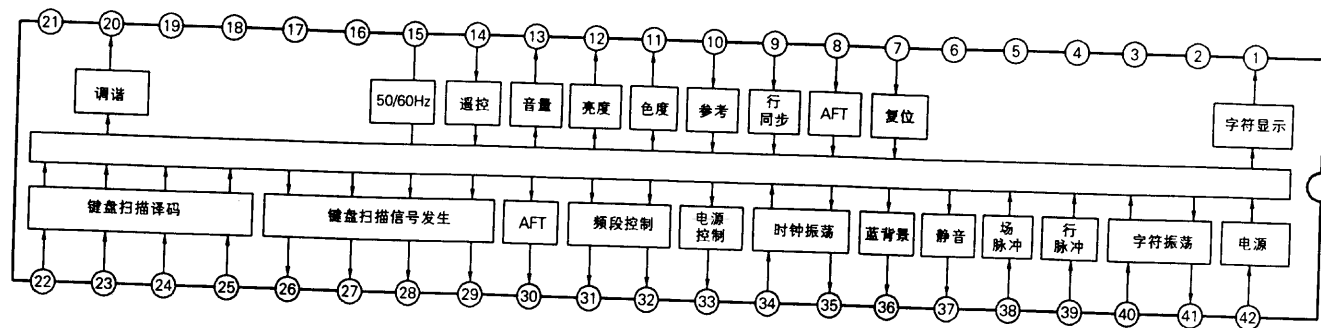 21 20 19 18 17 16 15 14 13 12 11 10 9 8 7 6 5 4 3 2 1
调谐
50/60Hz
遥控
音量
亮度
色度
参考
行
同步
AFT
复位
字符显示
键盘扫描译码
键盘扫描信号发生
AFT
频段控制
电源
控制
时钟振荡
蓝背景
静音
场
脉冲
行
脉冲
字符振荡
电源
22 23 24 25 26 27 28 29 30 31 32 33 34 35 36 37 38 39 40 41 42